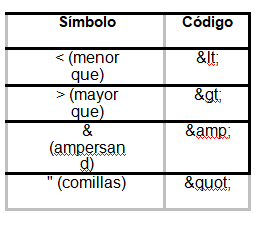 Símbolo Código
< (menor &lt;
que)
> (mayor &gt;
que)
& &amp;
(ampersan
d)
" (comillas) &quot;